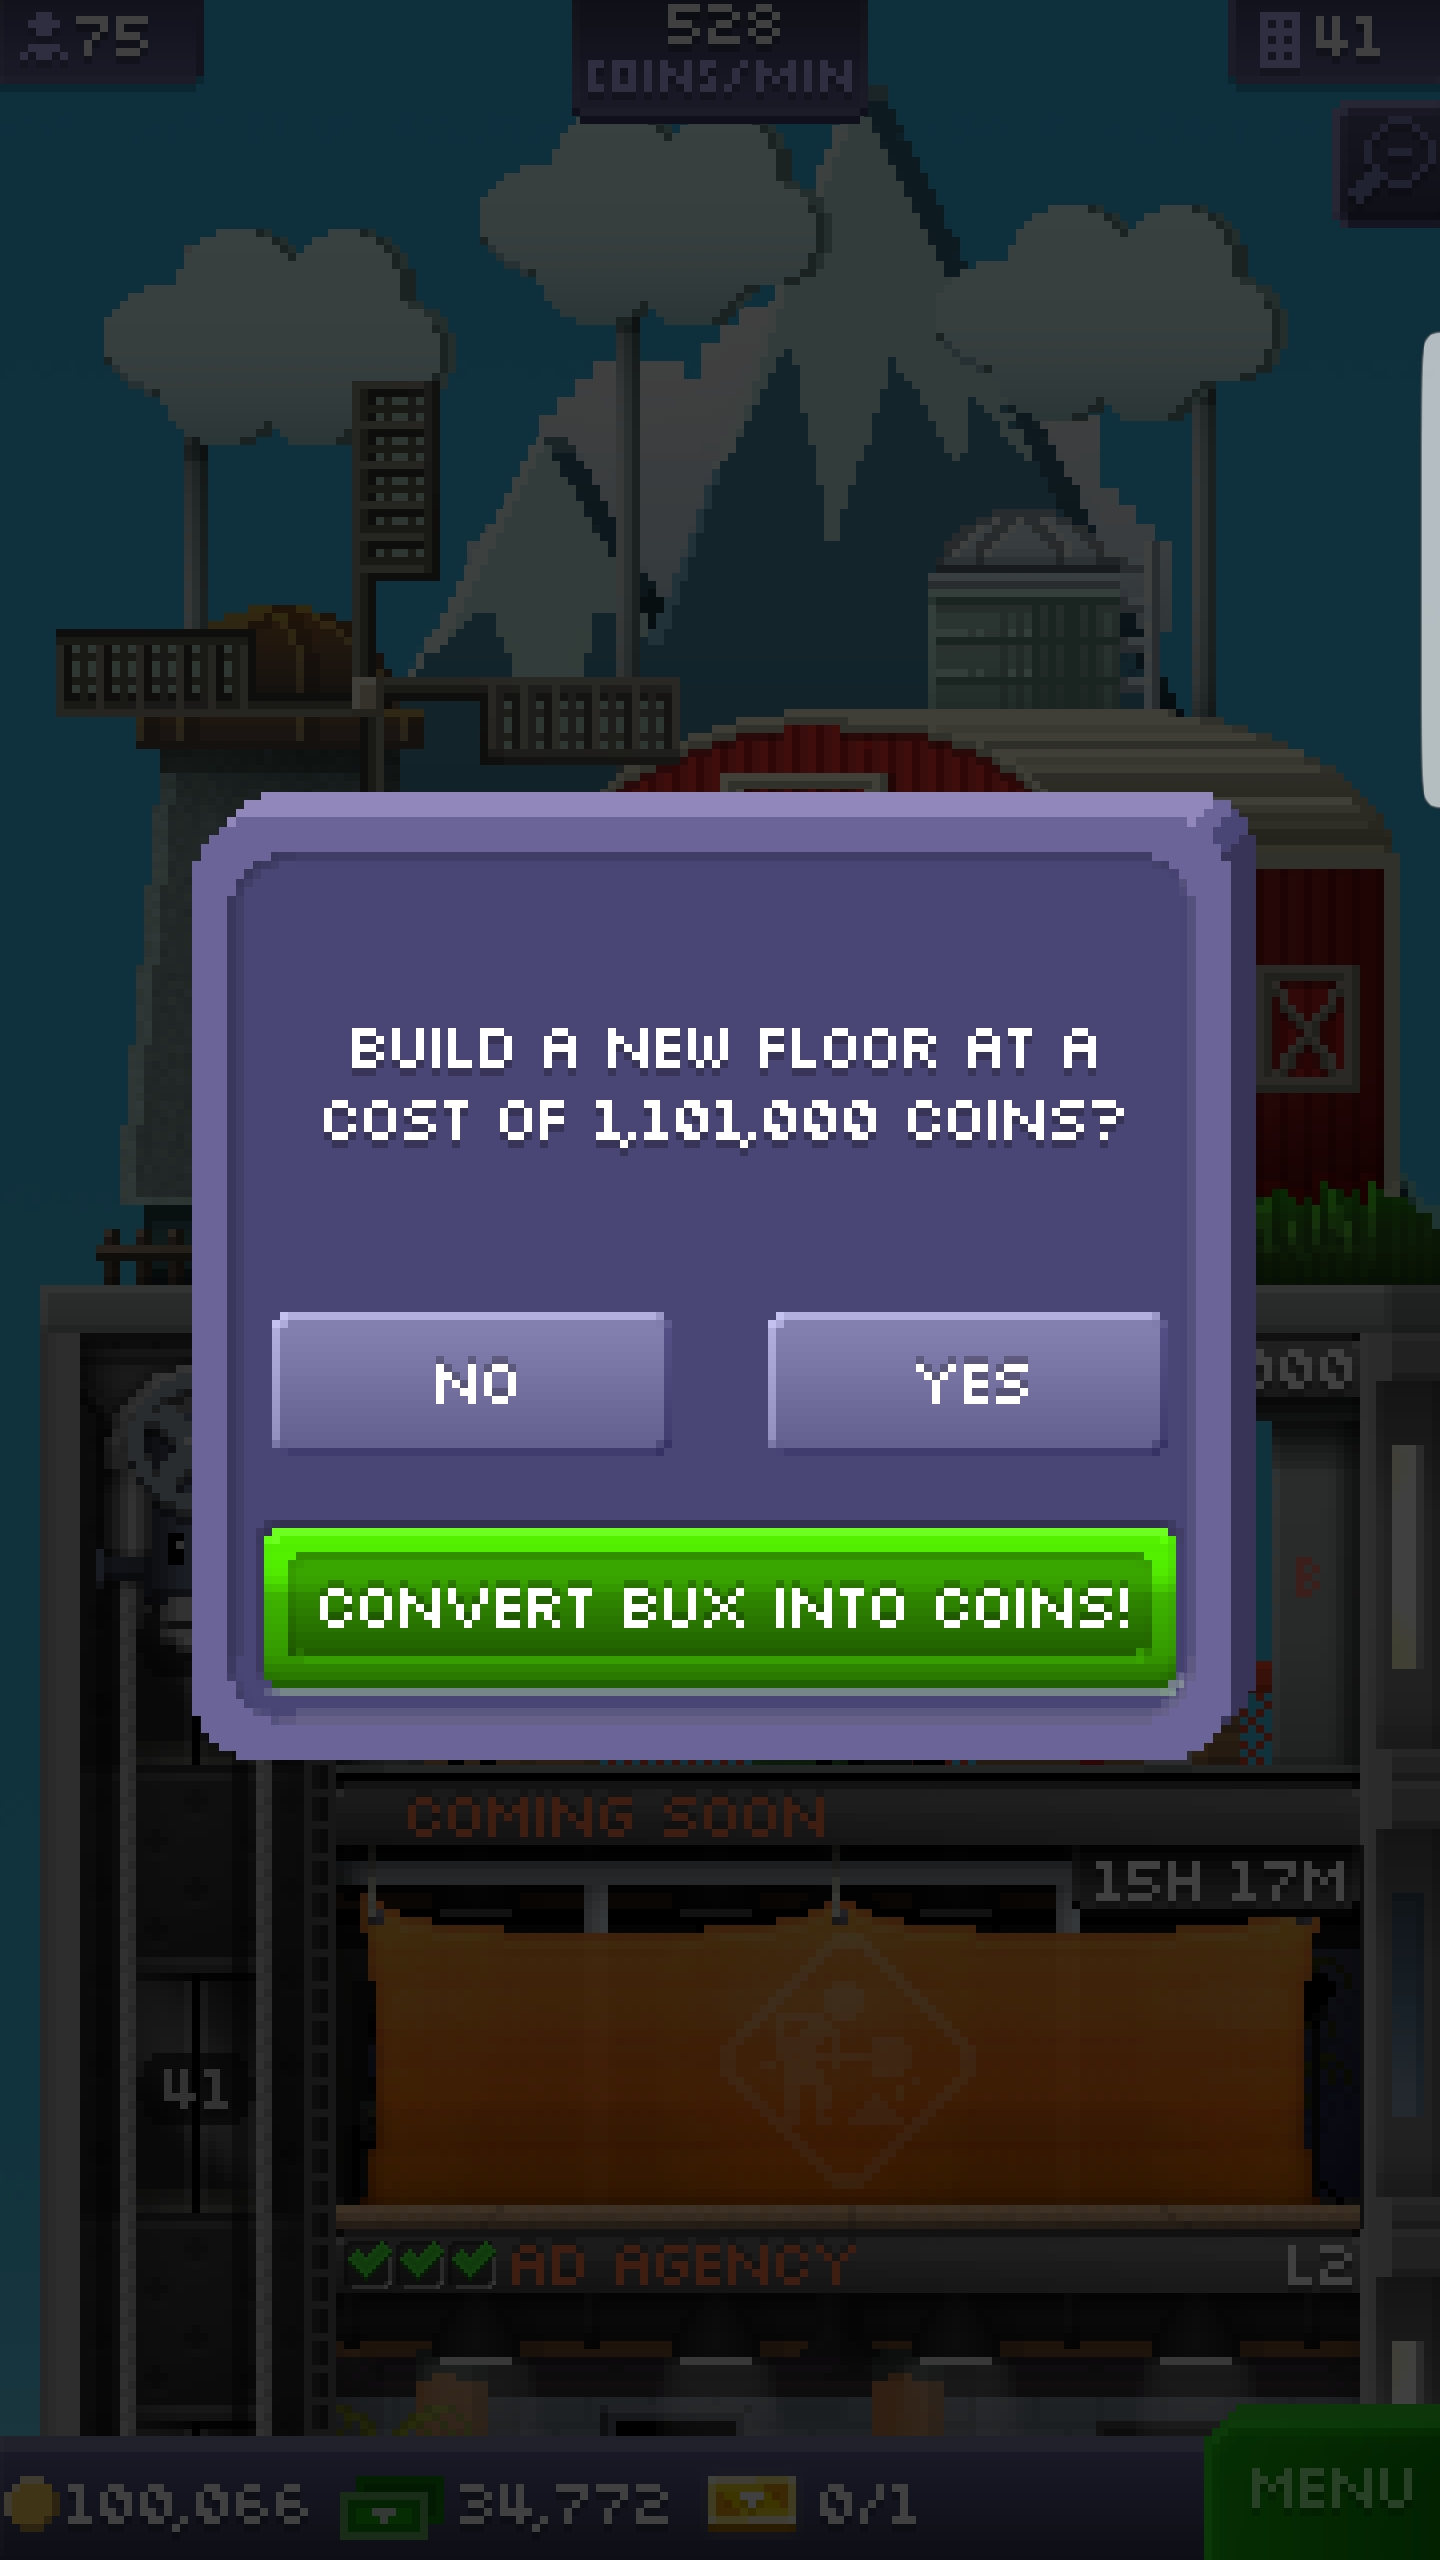 75
528
COINS/MIN
41
BUILD A NEW FLOOR AT A
COST OF 1,101,000 COINS?
NO
YES
000
CONVERT BUX INTO COINS!
B
COMING SOON
15H 17M
41
AD AGENCY
L2
100,066
34,772
0/1
MENU